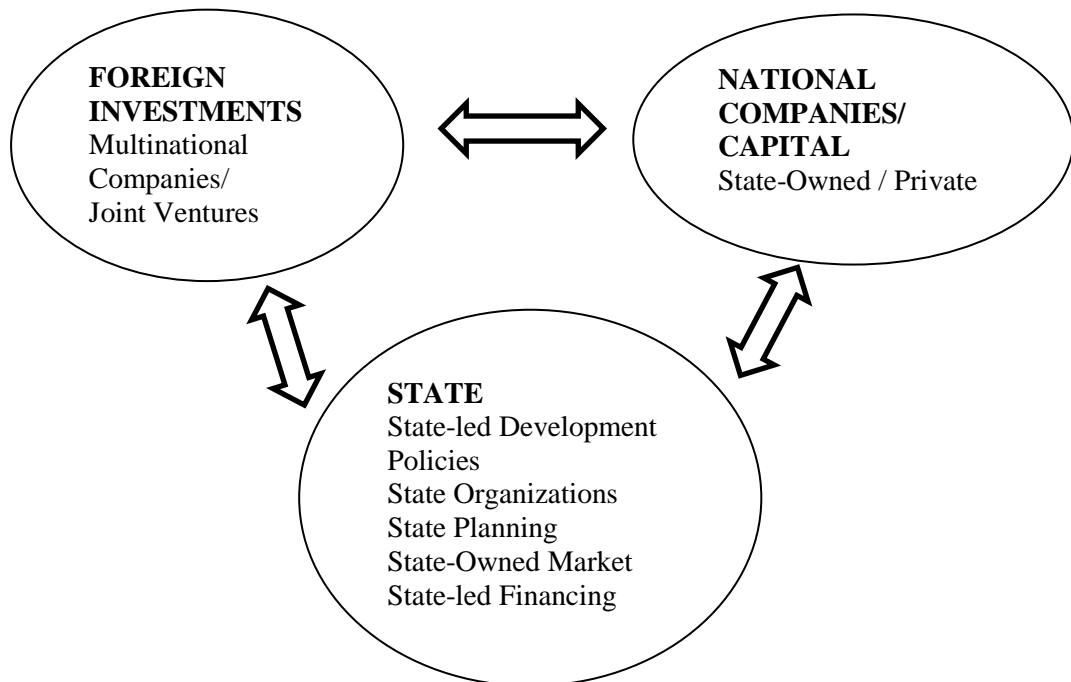 FOREIGN
INVESTMENTS
Multinational
Companies/
Joint Ventures
NATIONAL
COMPANIES/
CAPITAL
State-Owned / Private
STATE
State-led Development
Policies
State Organizations
State Planning
State-Owned Market
State-led Financing